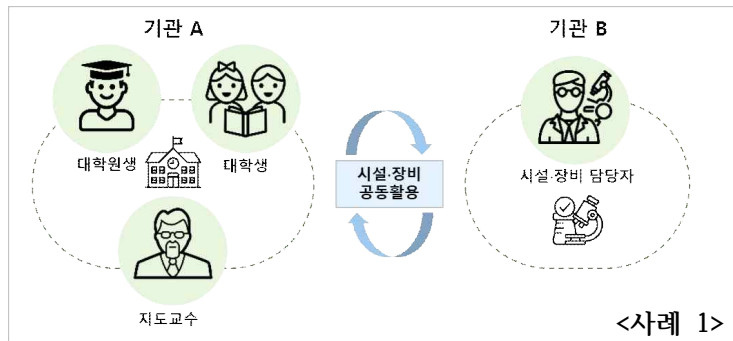 기관 A
기관 B
대학원생
대학생
지도교수
시설·장비
공동활용
시설·장비 담당자
<사례 1>